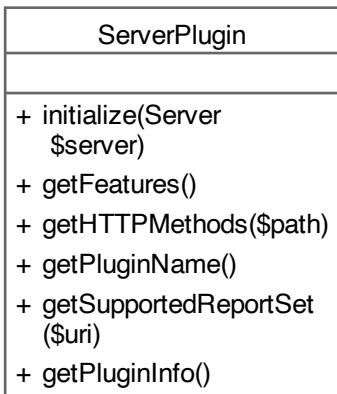 ServerPlugin
+ initialize(Server
$server)
+ getFeatures()
+ getHTTPMethods($path)
+ getPluginName()
+ getSupportedReportSet
($uri)
+ getPluginInfo()